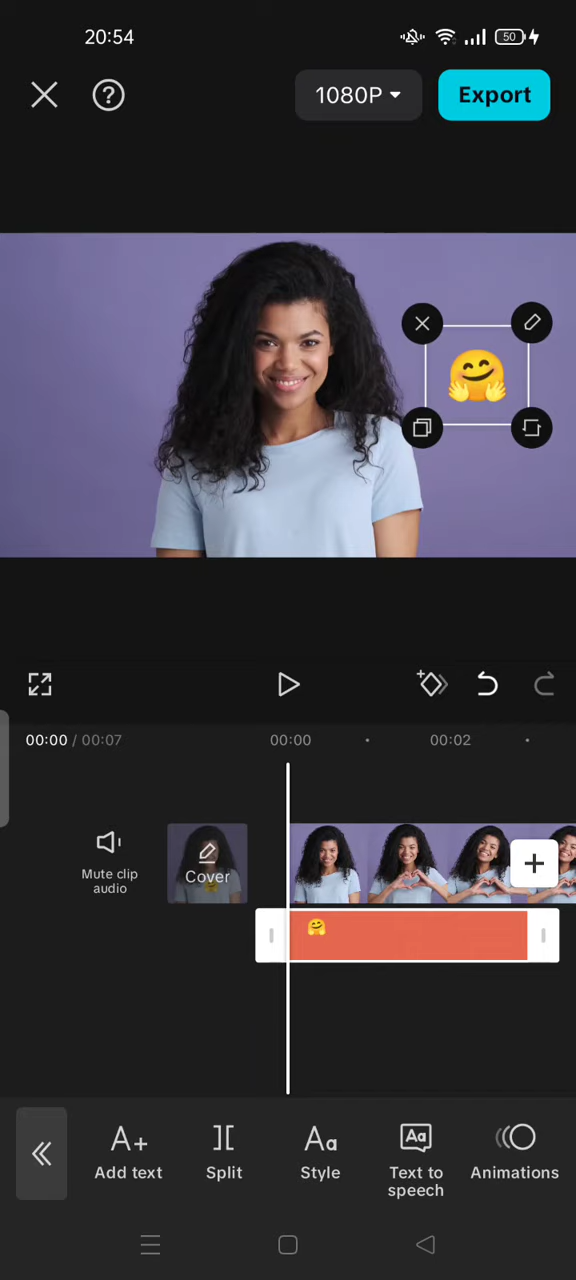 20:54
50
1080P
Export
00:00 / 00:07
00:00
00:02
Mute clip
audio
Cover
Add text
Split
Style
Text to
speech
Animations